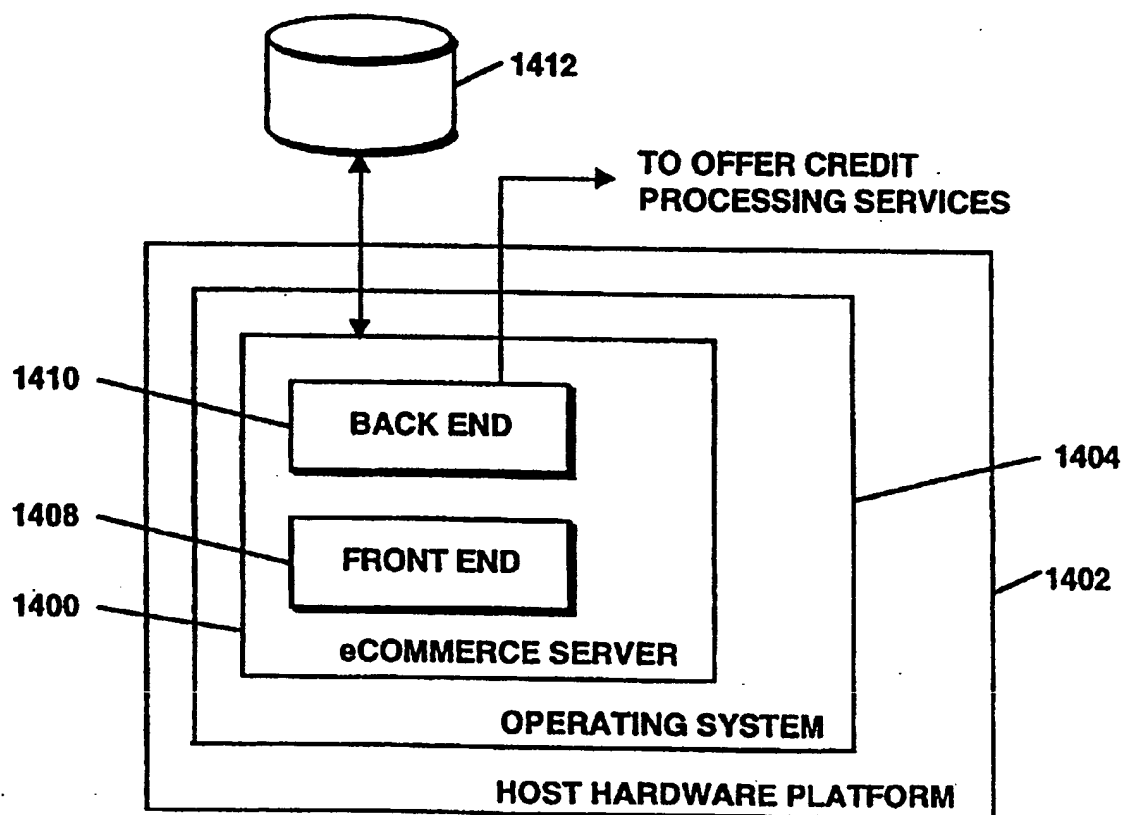 1412
TO OFFER CREDIT
PROCESSING SERVICES
1410
BACK END
1404
1408
FRONT END
1402
1400
eCOMMERCE SERVER
OPERATING SYSTEM
HOST HARDWARE PLATFORM